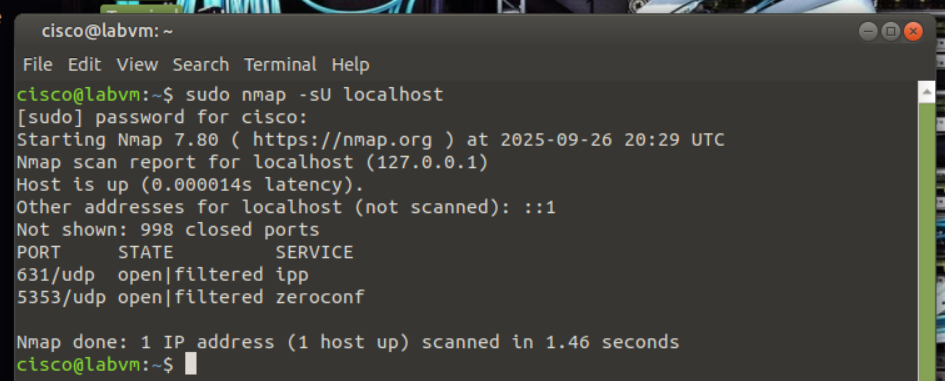 cisco@labvm: ~
File Edit View Search Terminal Help
cisco@labvm:~$ sudo nmap -sU localhost
[sudo] password for cisco:
Starting Nmap 7.80 ( https://nmap.org ) at 2025-09-26 20:29 UTC
Nmap scan report for localhost (127.0.0.1)
Host is up (0.000014s latency).
Other addresses for localhost (not scanned): ::1
Not shown: 998 closed ports
PORT     STATE         SERVICE
631/udp  open|filtered ipp
5353/udp open|filtered zeroconf
Nmap done: 1 IP address (1 host up) scanned in 1.46 seconds
cisco@labvm:~$